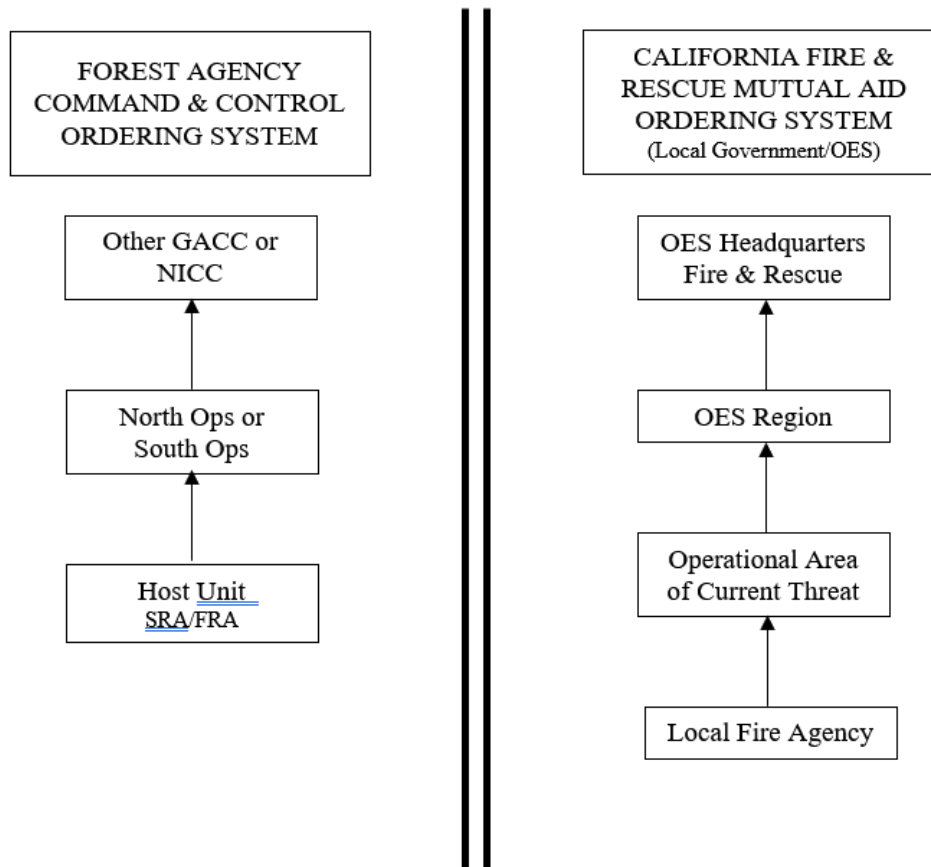 FOREST AGENCY
COMMAND & CONTROL
ORDERING SYSTEM
Other GACC or
NICC
North Ops or
South Ops
Host Unit
SRA/FRA
CALIFORNIA FIRE &
RESCUE MUTUAL AID
ORDERING SYSTEM
(Local Government/OES)
OES Headquarters
Fire & Rescue
OES Region
Operational Area
of Current Threat
Local Fire Agency